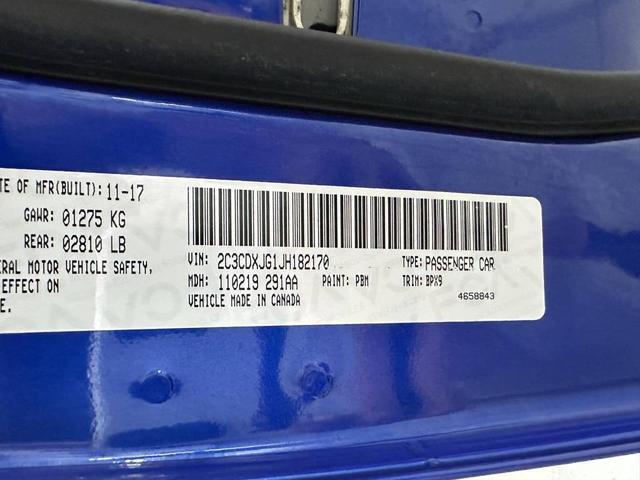 TE OF MFR(BUILT): 11-17
GAWR: 01275 KG
REAR: 02810 LB
ERAL MOTOR VEHICLE SAFETY,
EFFECT ON
E.
VIN: 2C3CDXJG1JH182170 TYPE: PASSENGER CAR
MDH: 110219 291AA PAINT: PBM TRIM: BPX9
VEHICLE MADE IN CANADA 4658843